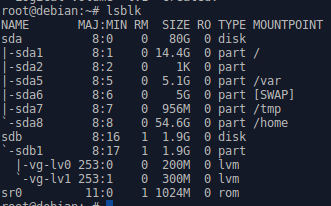 root@debian:~# lsblk
NAME MAJ:MIN RM SIZE RO TYPE MOUNTPOINT
sda 8:0 0 80G 0 disk
|-sda1 8:1 0 14.4G 0 part /
|-sda2 8:2 0 1K 0 part
|-sda5 8:5 0 5.1G 0 part /var
|-sda6 8:6 0 5G 0 part [SWAP]
|-sda7 8:7 0 956M 0 part /tmp
`-sda8 8:8 0 54.6G 0 part /home
sdb 8:16 1 1.9G 0 disk
`-sdb1 8:17 1 1.9G 0 part
|-vg-lv0 253:0 0 200M 0 lvm
`-vg-lv1 253:1 0 300M 0 lvm
sr0 11:0 1 1024M 0 rom
root@debian:~#